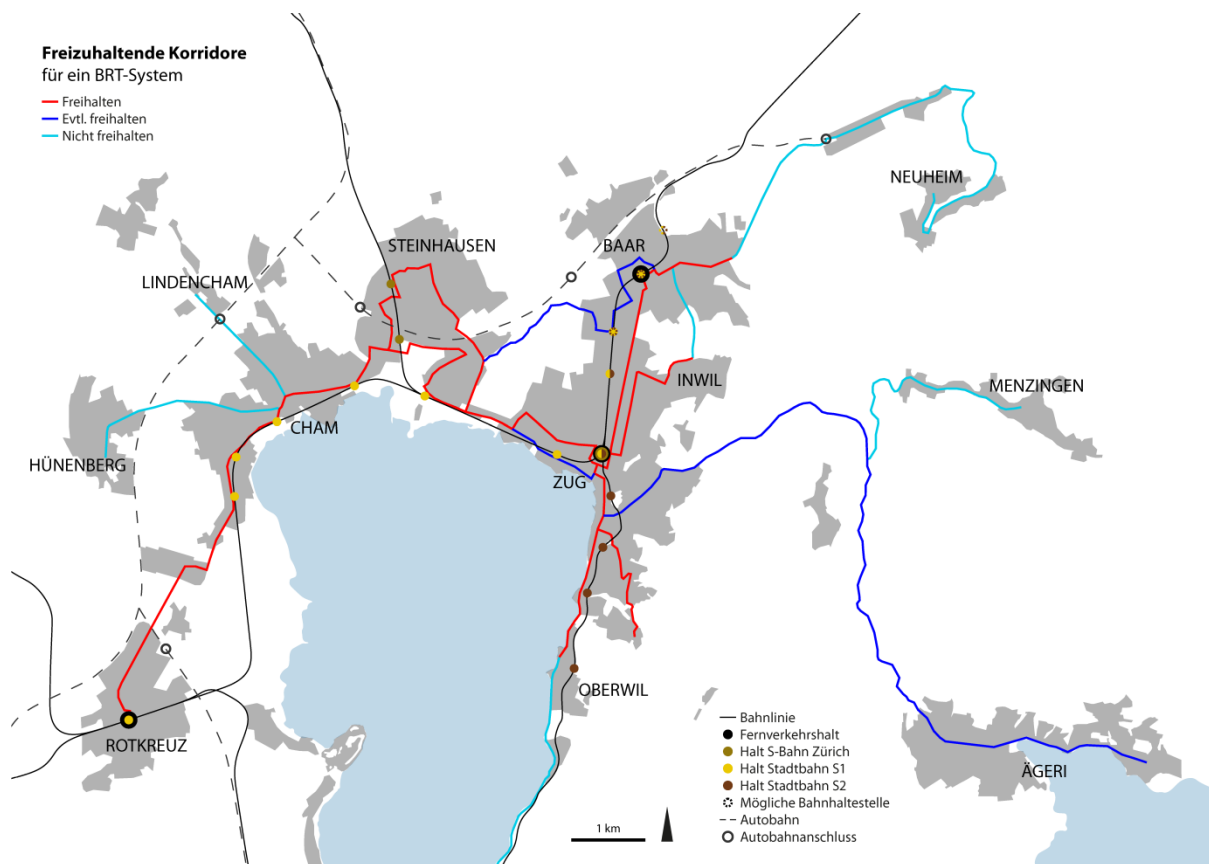 Freizuhaltende Korridore
für ein BRT-System
Freihalten
Evtl. freihalten
Nicht freihalten
NEUHEIM
STEINHAUSEN
BAAR
LINDENCHAM
INWIL
MENZINGEN
CHAM
HÜNENBERG
ZUG
OBERWIL
ROTKREUZ
ÄGERI
Bahnlinie
Fernverkehrshalt
Halt S-Bahn Zürich
Halt Stadtbahn S1
Halt Stadtbahn S2
Mögliche Bahnhaltestelle
Autobahn
Autobahnanschluss
1 km